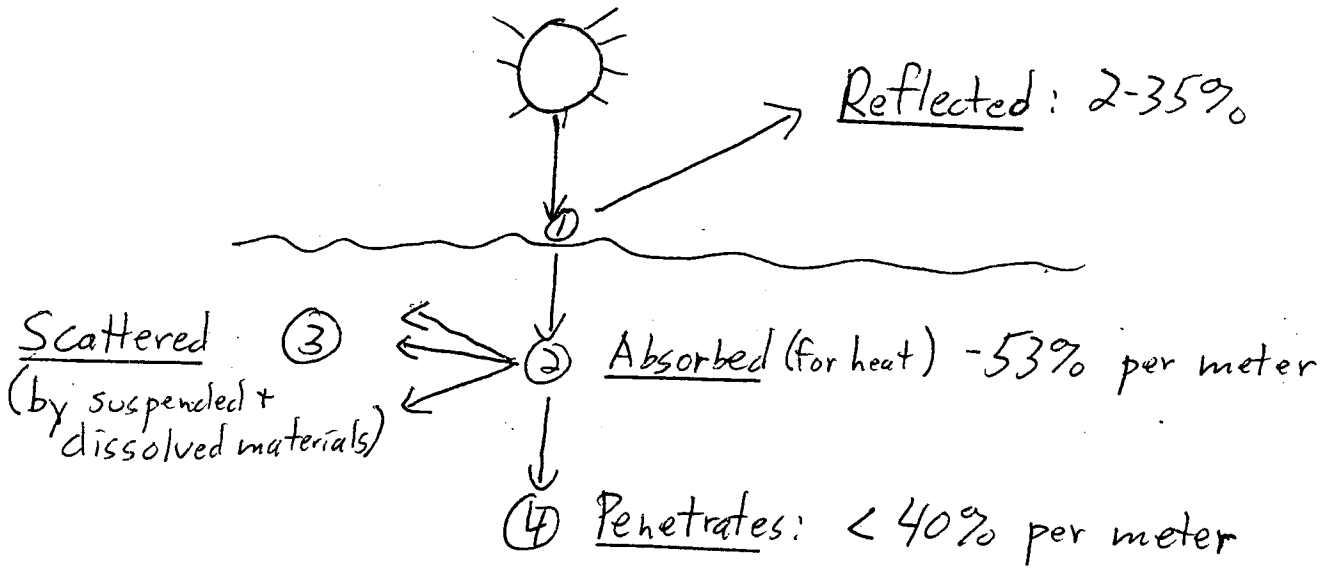 Reflected: 2-35%
①
Scattered ③
(by suspended +
dissolved materials)
② Absorbed (for heat) -53% per meter
④ Penetrates: < 40% per meter